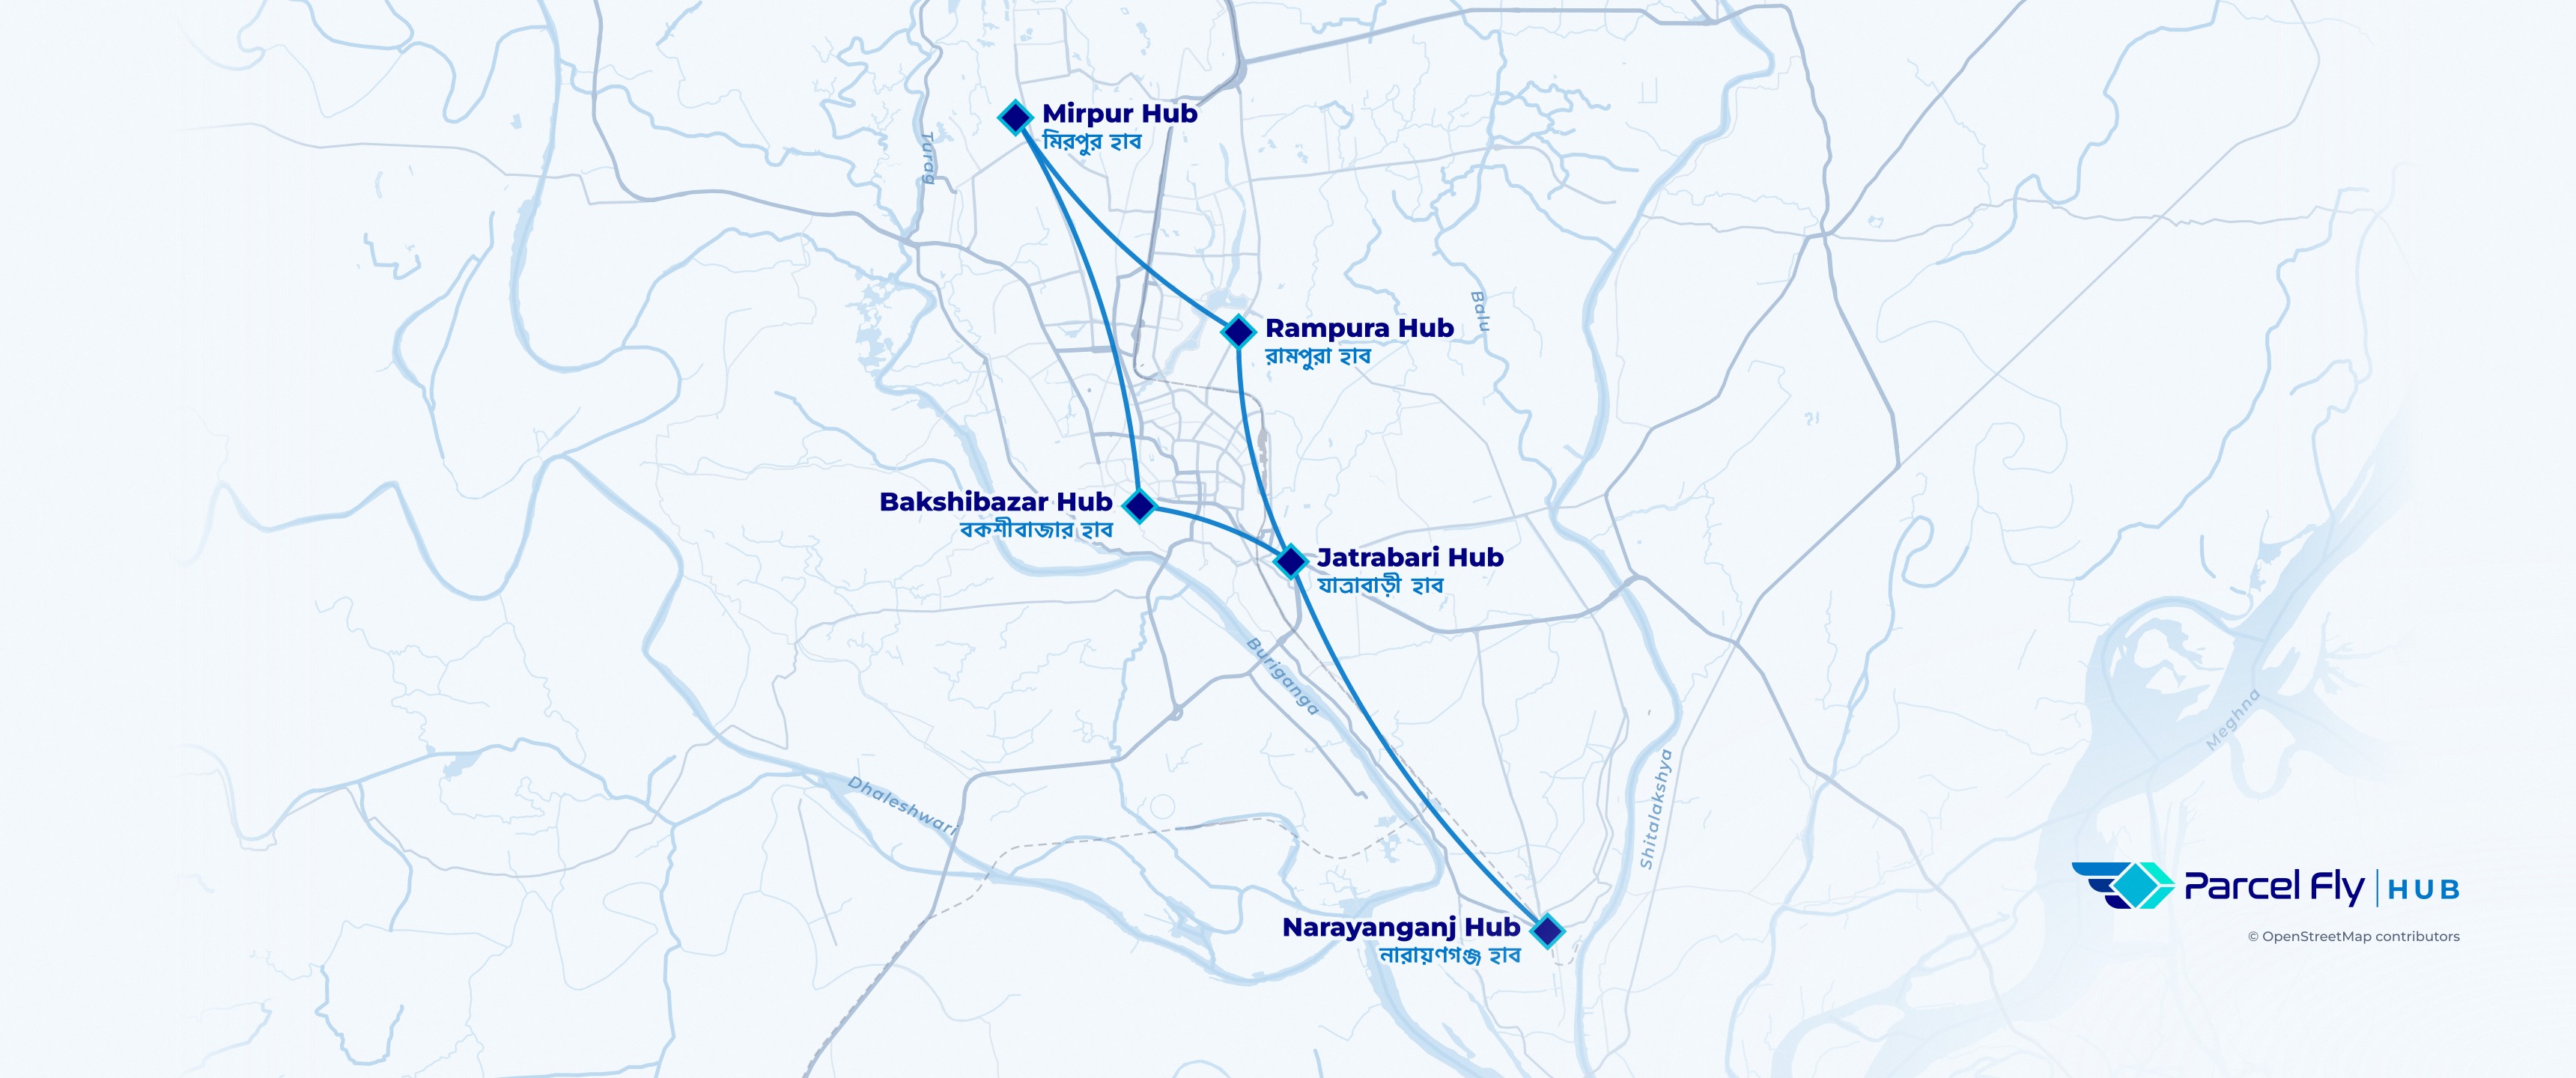 Mirpur Hub
মিরপুর হাব
Turag
Rampura Hub
রামপুরা হাব
Balu
Bakshibazar Hub
বকশীবাজার হাব
Jatrabari Hub
যাত্রাবাড়ী হাব
Buriganga
Meghna
Dhaleshwari
Shitalakshya
Parcel Fly | HUB
Narayanganj Hub
নারায়ণগঞ্জ হাব
© OpenStreetMap contributors